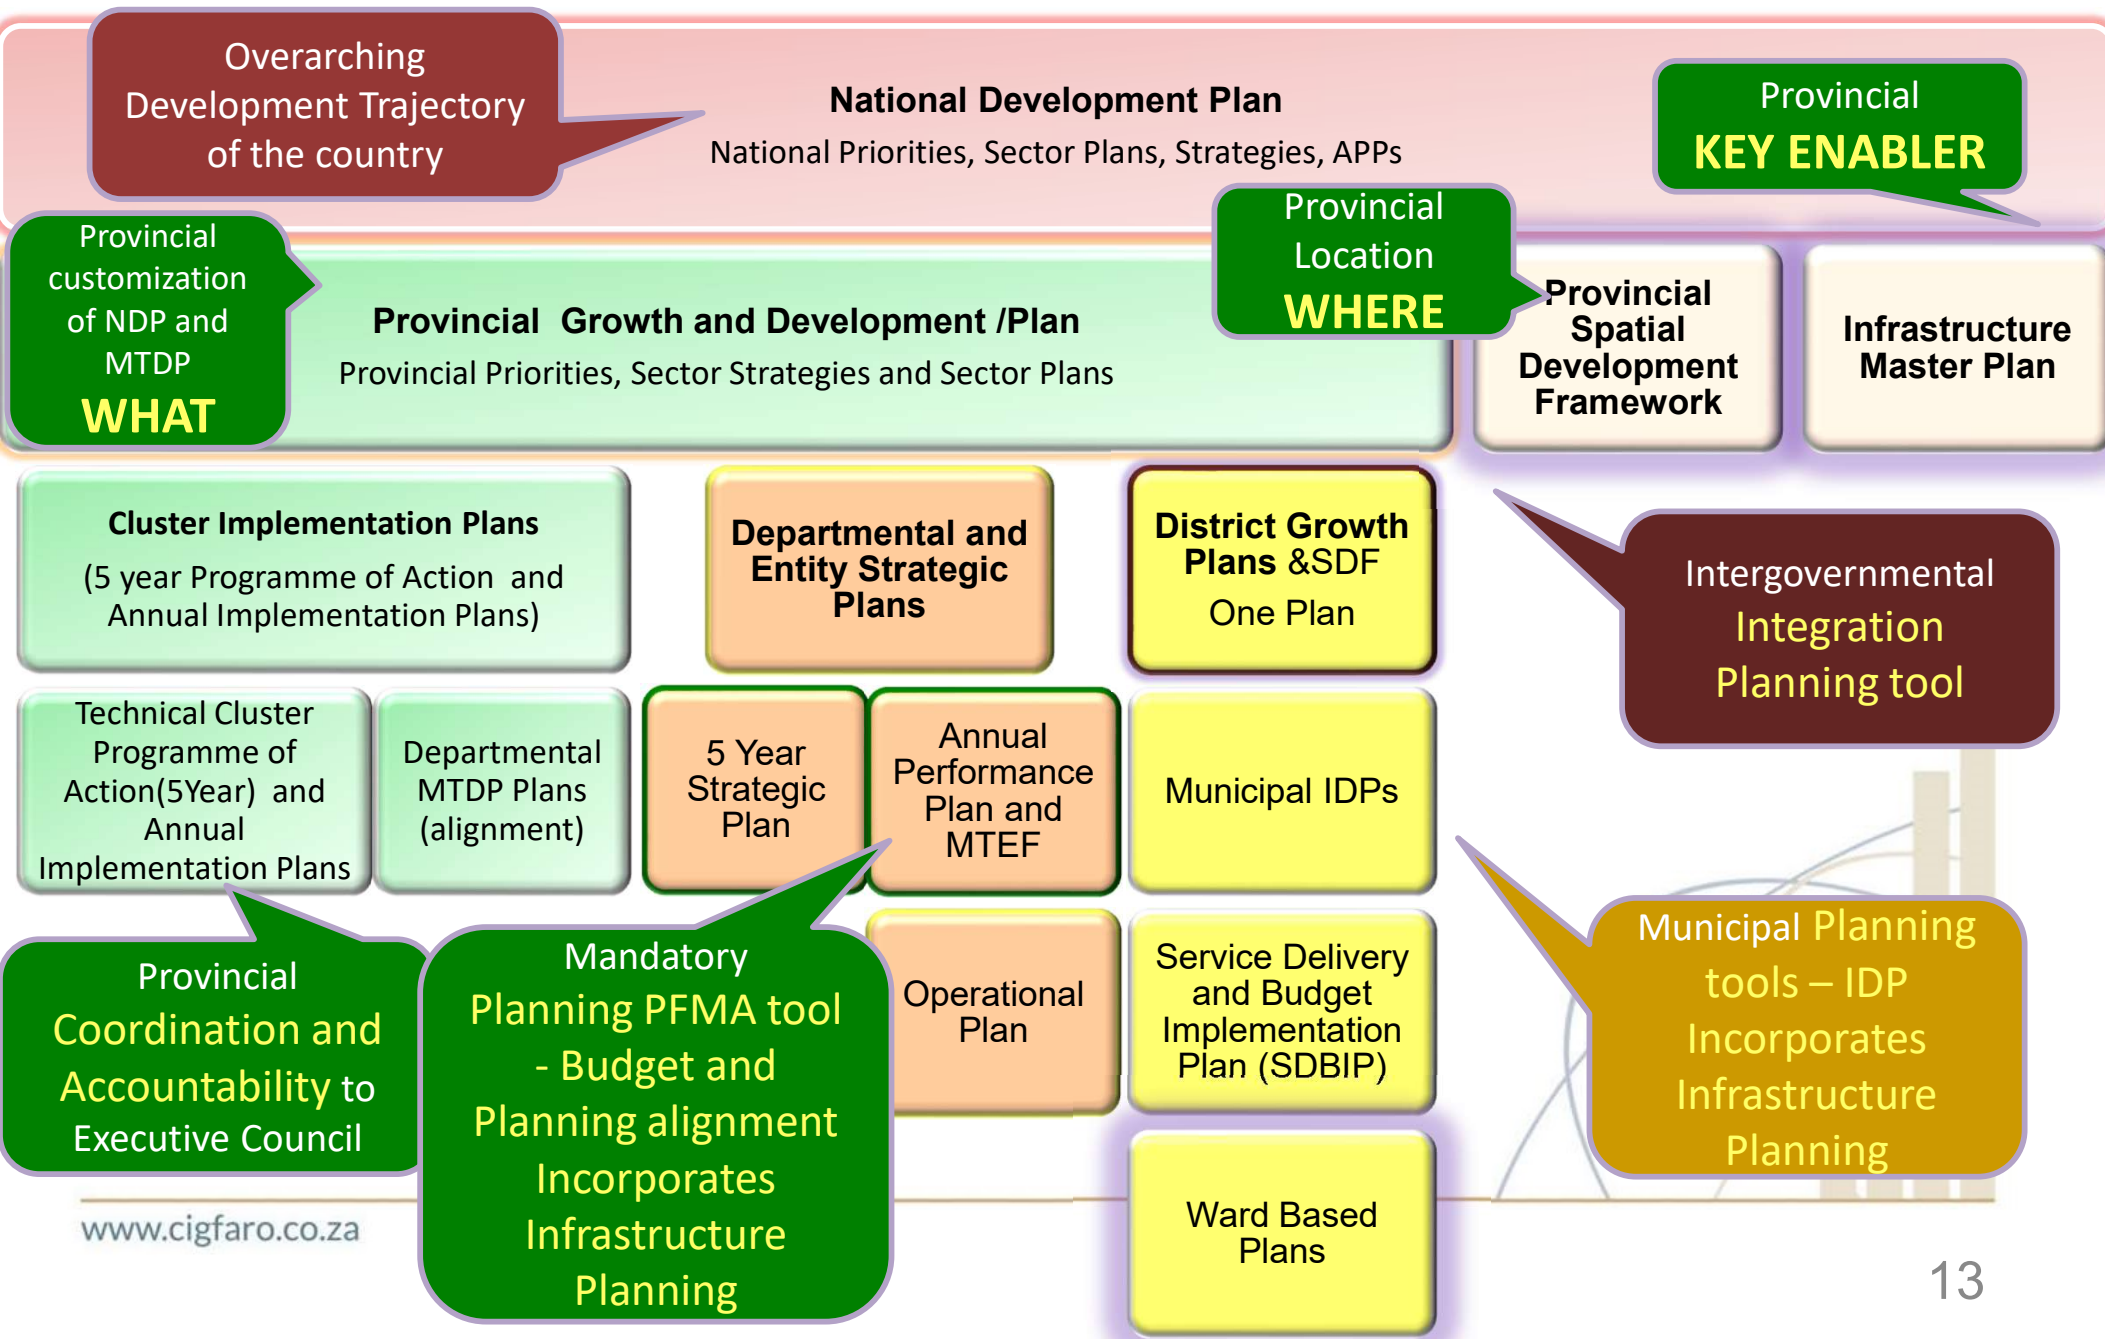 Overarching
Development Trajectory
of the country
National Development Plan
National Priorities, Sector Plans, Strategies, APPs
Provincial
KEY ENABLER
Provincial
customization
of NDP and
MTDP
WHAT
Provincial  Growth and Development /Plan
Provincial Priorities, Sector Strategies and Sector Plans
Provincial
Location
WHERE
Provincial
Spatial
Development
Framework
Infrastructure
Master Plan
Cluster Implementation Plans
(5 year Programme of Action  and
Annual Implementation Plans)
Departmental and
Entity Strategic
Plans
District Growth
Plans &SDF
One Plan
Intergovernmental
Integration
Planning tool
Technical Cluster
Programme of
Action(5Year)  and
Annual
Implementation Plans
Departmental
MTDP Plans
(alignment)
5 Year
Strategic
Plan
Annual
Performance
Plan and
MTEF
Municipal IDPs
Provincial
Coordination and
Accountability to
Executive Council
Mandatory
Planning PFMA tool
- Budget and
Planning alignment
Incorporates
Infrastructure
Planning
Operational
Plan
Service Delivery
and Budget
Implementation
Plan (SDBIP)
Municipal Planning
tools – IDP
Incorporates
Infrastructure
Planning
Ward Based
Plans
www.cigfaro.co.za
13